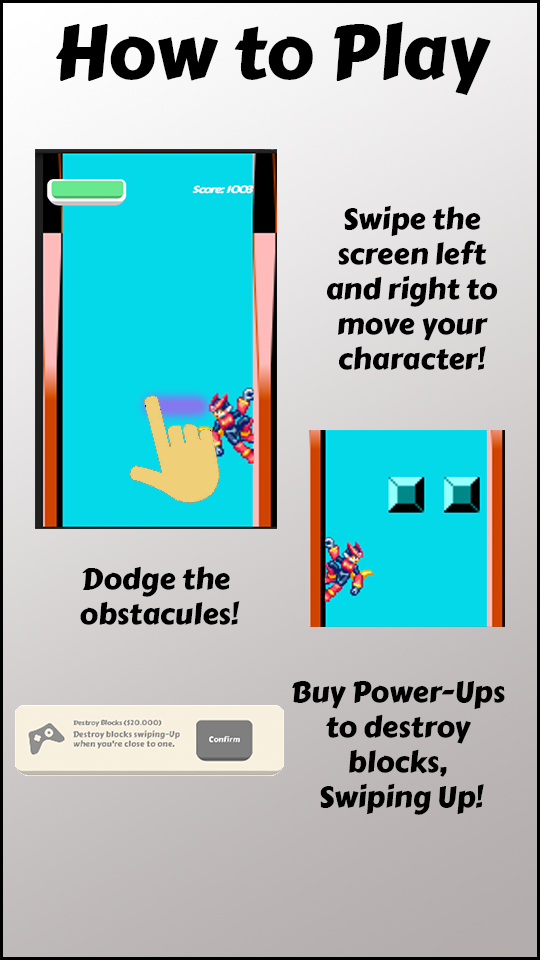 How to Play
Score: 1003
Swipe the
screen left
and right to
move your
character!
Dodge the
obstacules!
Destroy Blocks ($20.000)
Destroy blocks swiping-Up
when you're close to one.
Confirm
Buy Power-Ups
to destroy
blocks,
Swiping Up!